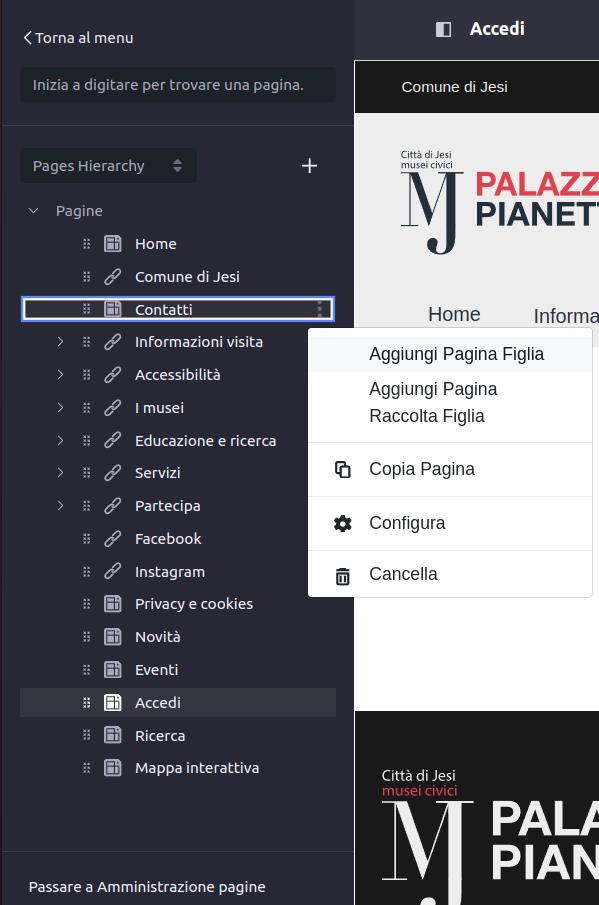 Torna al menu
Accedi
Inizia a digitare per trovare una pagina.
Comune di Jesi
Pages Hierarchy
Città di Jesi
musei civici
MJ
PALAZZ
PIANETT
Pagine
Home
Comune di Jesi
Contatti
Home
Informa
Informazioni visita
Accessibilità
I musei
Educazione e ricerca
Servizi
Partecipa
Facebook
Instagram
Privacy e cookies
Novità
Eventi
Accedi
Ricerca
Mappa interattiva
Aggiungi Pagina Figlia
Aggiungi Pagina
Raccolta Figlia
Copia Pagina
Configura
Cancella
Città di Jesi
musei civici
MJ
PALA
PIAN
Passare a Amministrazione pagine